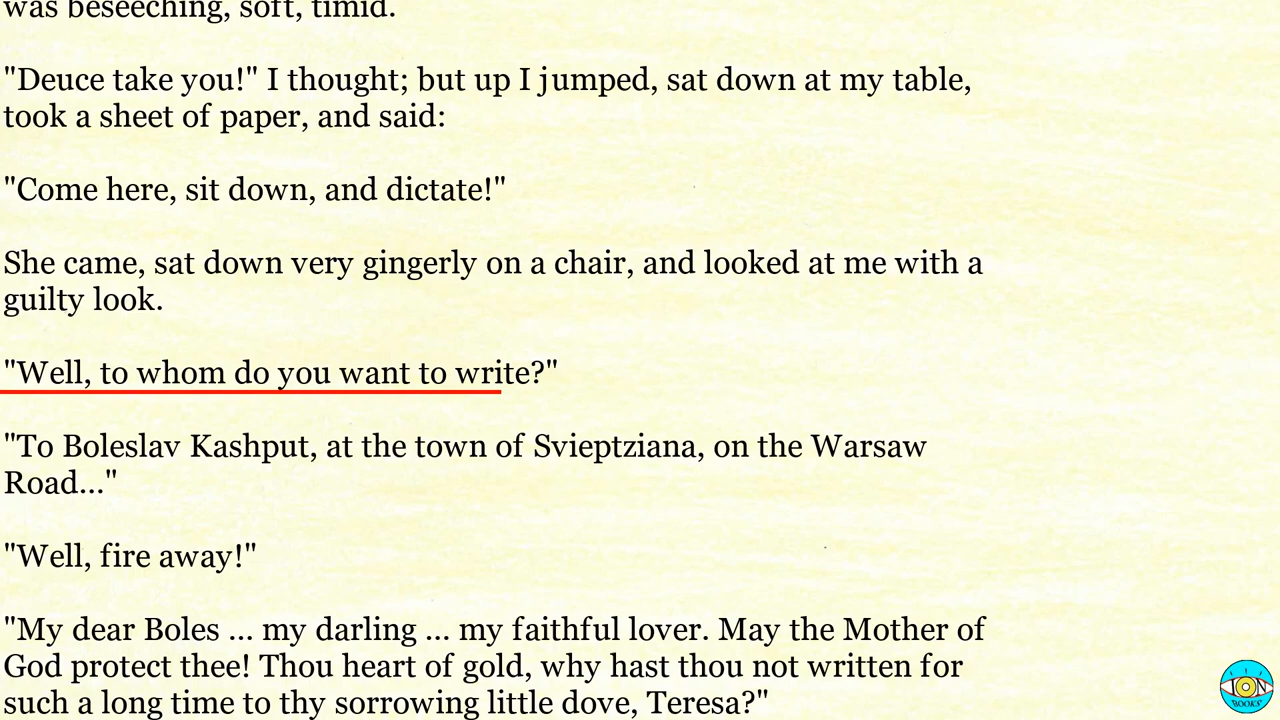 was beseeching, soft, timid.
"Deuce take you!" I thought; but up I jumped, sat down at my table,
took a sheet of paper, and said:
"Come here, sit down, and dictate!"
She came, sat down very gingerly on a chair, and looked at me with a
guilty look.
"Well, to whom do you want to write?"
"To Boleslav Kashput, at the town of Svieptziana, on the Warsaw
Road..."
"Well, fire away!"
"My dear Boles ... my darling ... my faithful lover. May the Mother of
God protect thee! Thou heart of gold, why hast thou not written for
such a long time to thy sorrowing little dove, Teresa?"
ION
BOOKS